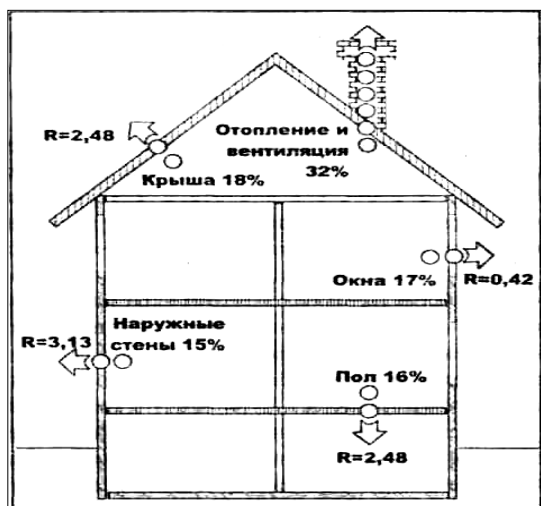 R=2,48
Отопление и
вентиляция
32%
Крыша 18%
Окна 17%
R=0,42
Наружные
стены 15%
R=3,13
Пол 16%
R=2,48